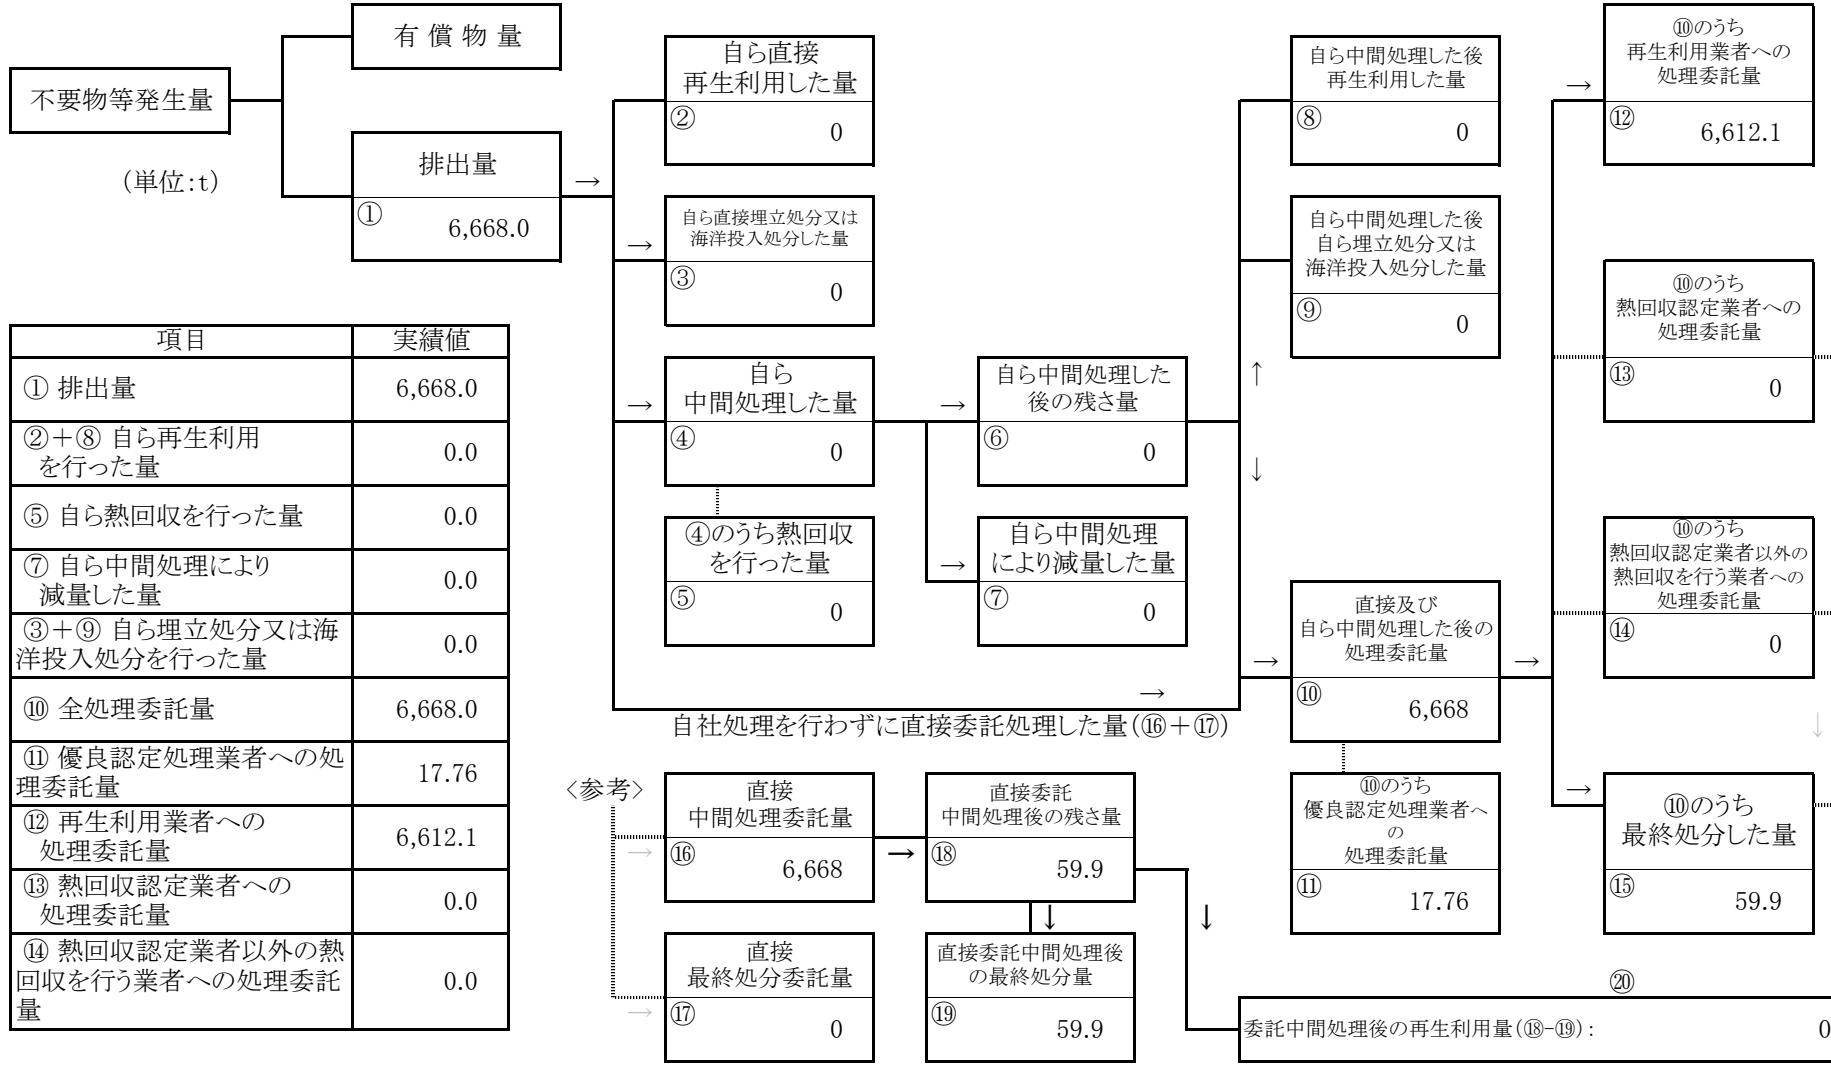 有 償 物 量
不要物等発生量
(単位:t)
排出量
①
6,668.0
→
自ら直接
再生利用した量
②
0
→
自ら直接埋立処分又は
海洋投入処分した量
③
0
→
自ら
中間処理した量
④
0
④のうち熱回収
を行った量
⑤
0
→
自ら中間処理した
後の残さ量
⑥
0
→
自ら中間処理
により減量した量
⑦
0
自ら中間処理した後
再生利用した量
⑧
0
自ら中間処理した後
自ら埋立処分又は
海洋投入処分した量
⑨
0
↑
↓
→
自社処理を行わずに直接委託処理した量(⑯+⑰)
→
直接及び
自ら中間処理した後の
処理委託量
⑩
6,668
⑩のうち
優良認定処理業者へ
の
処理委託量
⑪
17.76
→
→
⑩のうち
再生利用業者への
処理委託量
⑫
6,612.1
⑩のうち
熱回収認定業者への
処理委託量
⑬
0
⑩のうち
熱回収認定業者以外の
熱回収を行う業者への
処理委託量
⑭
0
↓
→
⑩のうち
最終処分した量
⑮
59.9
項目 実績値
① 排出量 6,668.0
②+⑧ 自ら再生利用
を行った量 0.0
⑤ 自ら熱回収を行った量 0.0
⑦ 自ら中間処理により
減量した量 0.0
③+⑨ 自ら埋立処分又は海
洋投入処分を行った量 0.0
⑩ 全処理委託量 6,668.0
⑪ 優良認定処理業者への処
理委託量 17.76
⑫ 再生利用業者への
処理委託量 6,612.1
⑬ 熱回収認定業者への
処理委託量 0.0
⑭ 熱回収認定業者以外の熱
回収を行う業者への処理委託
量 0.0
<参考>
→
直接
中間処理委託量
⑯
6,668
→
直接委託
中間処理後の残さ量
⑱
59.9
↓
↓
→
直接
最終処分委託量
⑰
0
直接委託中間処理後
の最終処分量
⑲
59.9
⑳
委託中間処理後の再生利用量(⑱-⑲): 0